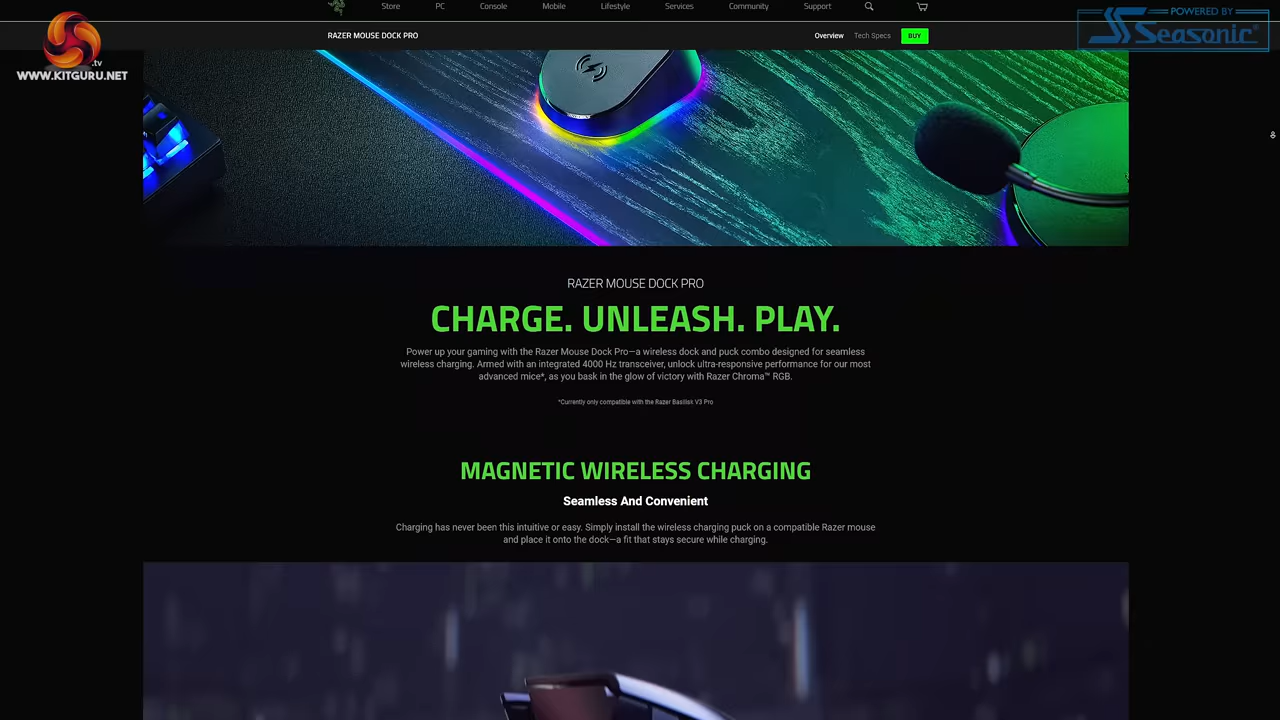 Store PC Console Mobile Lifestyle Services Community Support
POWERED BY
Seasonic
.tv
WWW.KITGURU.NET
RAZER MOUSE DOCK PRO
Overview Tech Specs BUY
RAZER MOUSE DOCK PRO
CHARGE. UNLEASH. PLAY.
Power up your gaming with the Razer Mouse Dock Pro—a wireless dock and puck combo designed for seamless
wireless charging. Armed with an integrated 4000 Hz transceiver, unlock ultra-responsive performance for our most
advanced mice*, as you bask in the glow of victory with Razer Chroma™ RGB.
*Currently only compatible with the Razer Basilisk V3 Pro
MAGNETIC WIRELESS CHARGING
Seamless And Convenient
Charging has never been this intuitive or easy. Simply install the wireless charging puck on a compatible Razer mouse
and place it onto the dock—a fit that stays secure while charging.